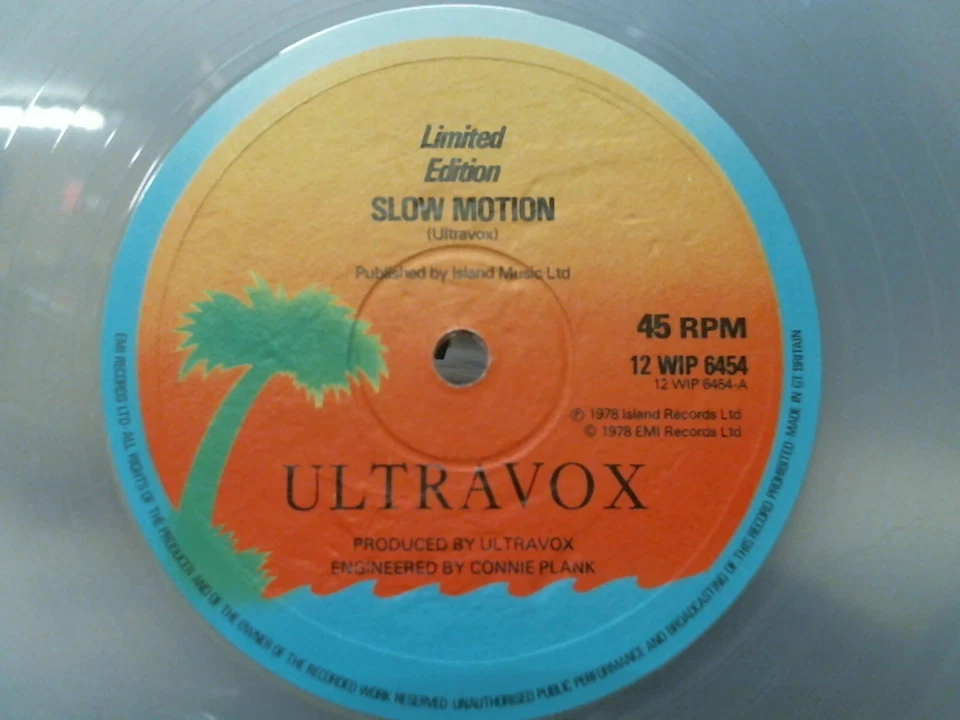 Limited
Edition
SLOW MOTION
(Ultravox)
Published by Island Music Ltd
45 RPM
12 WIP 6454
12 WIP 6454-A
℗ 1978 Island Records Ltd
© 1978 EMI Records Ltd
ULTRAVOX
PRODUCED BY ULTRAVOX
ENGINEERED BY CONNIE PLANK
EMI RECORDS LTD ALL RIGHTS OF THE PRODUCER AND OF THE OWNER OF THE RECORDED WORK RESERVED UNAUTHORISED PUBLIC PERFORMANCE AND BROADCASTING OF THIS RECORD PROHIBITED MADE IN GT BRITAIN